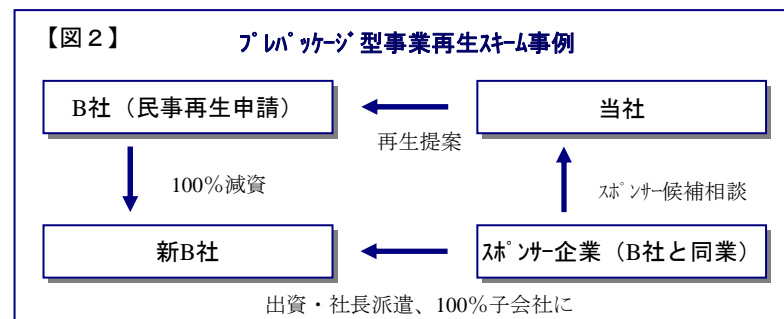 【図２】 ﾌﾟﾚﾊﾟｯｹｰｼﾞ型事業再生ｽｷｰﾑ事例
B社（民事再生申請）
当社
再生提案
100％減資
ｽﾎﾟﾝｻｰ候補相談
新B社
ｽﾎﾟﾝｻｰ企業（B社と同業）
出資・社長派遣、100％子会社に